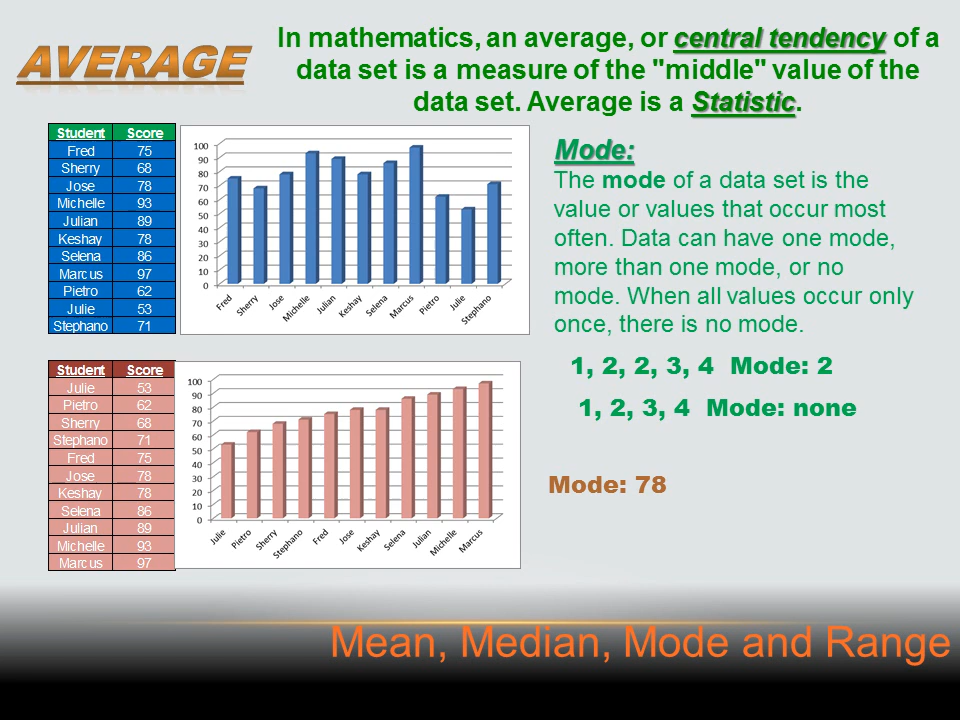 AVERAGE
In mathematics, an average, or central tendency of a
data set is a measure of the "middle" value of the
data set. Average is a Statistic.
Student Score
Fred 75
Sherry 68
Jose 78
Michelle 93
Julian 89
Keshay 78
Selena 86
Marcus 97
Pietro 62
Julie 53
Stephano 71
100
90
80
70
60
50
40
30
20
10
0
Fred Sherry Jose Michelle Julian Keshay Selena Marcus Pietro Julie Stephano
Mode:
The mode of a data set is the
value or values that occur most
often. Data can have one mode,
more than one mode, or no
mode. When all values occur only
once, there is no mode.
1, 2, 2, 3, 4 Mode: 2
1, 2, 3, 4 Mode: none
Mode: 78
Student Score
Julie 53
Pietro 62
Sherry 68
Stephano 71
Fred 75
Jose 78
Keshay 78
Selena 86
Julian 89
Michelle 93
Marcus 97
100
90
80
70
60
50
40
30
20
10
0
Julie Pietro Sherry Stephano Fred Jose Keshay Selena Julian Michelle Marcus
Mean, Median, Mode and Range